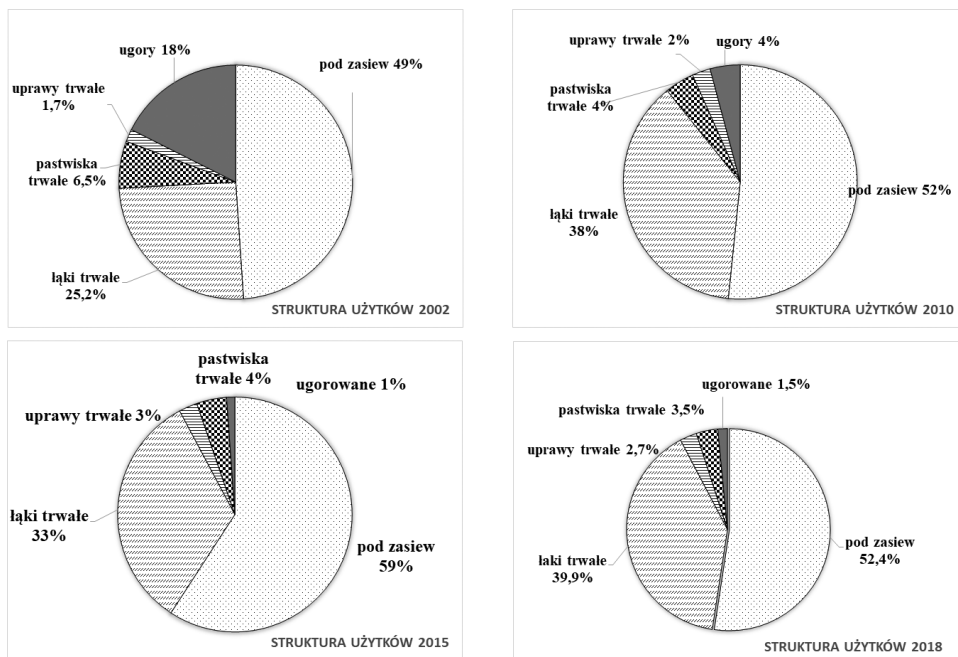 ugory 18%
pod zasiew 49%
uprawy trwałe
1,7%
pastwiska
trwałe 6,5%
łąki trwałe
25,2%
STRUKTURA UŻYTKÓW 2002
uprawy trwałe 2%
ugory 4%
pastwiska
trwałe 4%
pod zasiew 52%
łąki trwałe
38%
STRUKTURA UŻYTKÓW 2010
pastwiska
trwałe 4%
ugorowane 1%
uprawy trwałe 3%
łąki trwałe
33%
pod zasiew
59%
STRUKTURA UŻYTKÓW 2015
ugorowane 1,5%
pastwiska trwałe 3,5%
uprawy trwałe 2,7%
pod zasiew
52,4%
łaki trwałe
39,9%
STRUKTURA UŻYTKÓW 2018